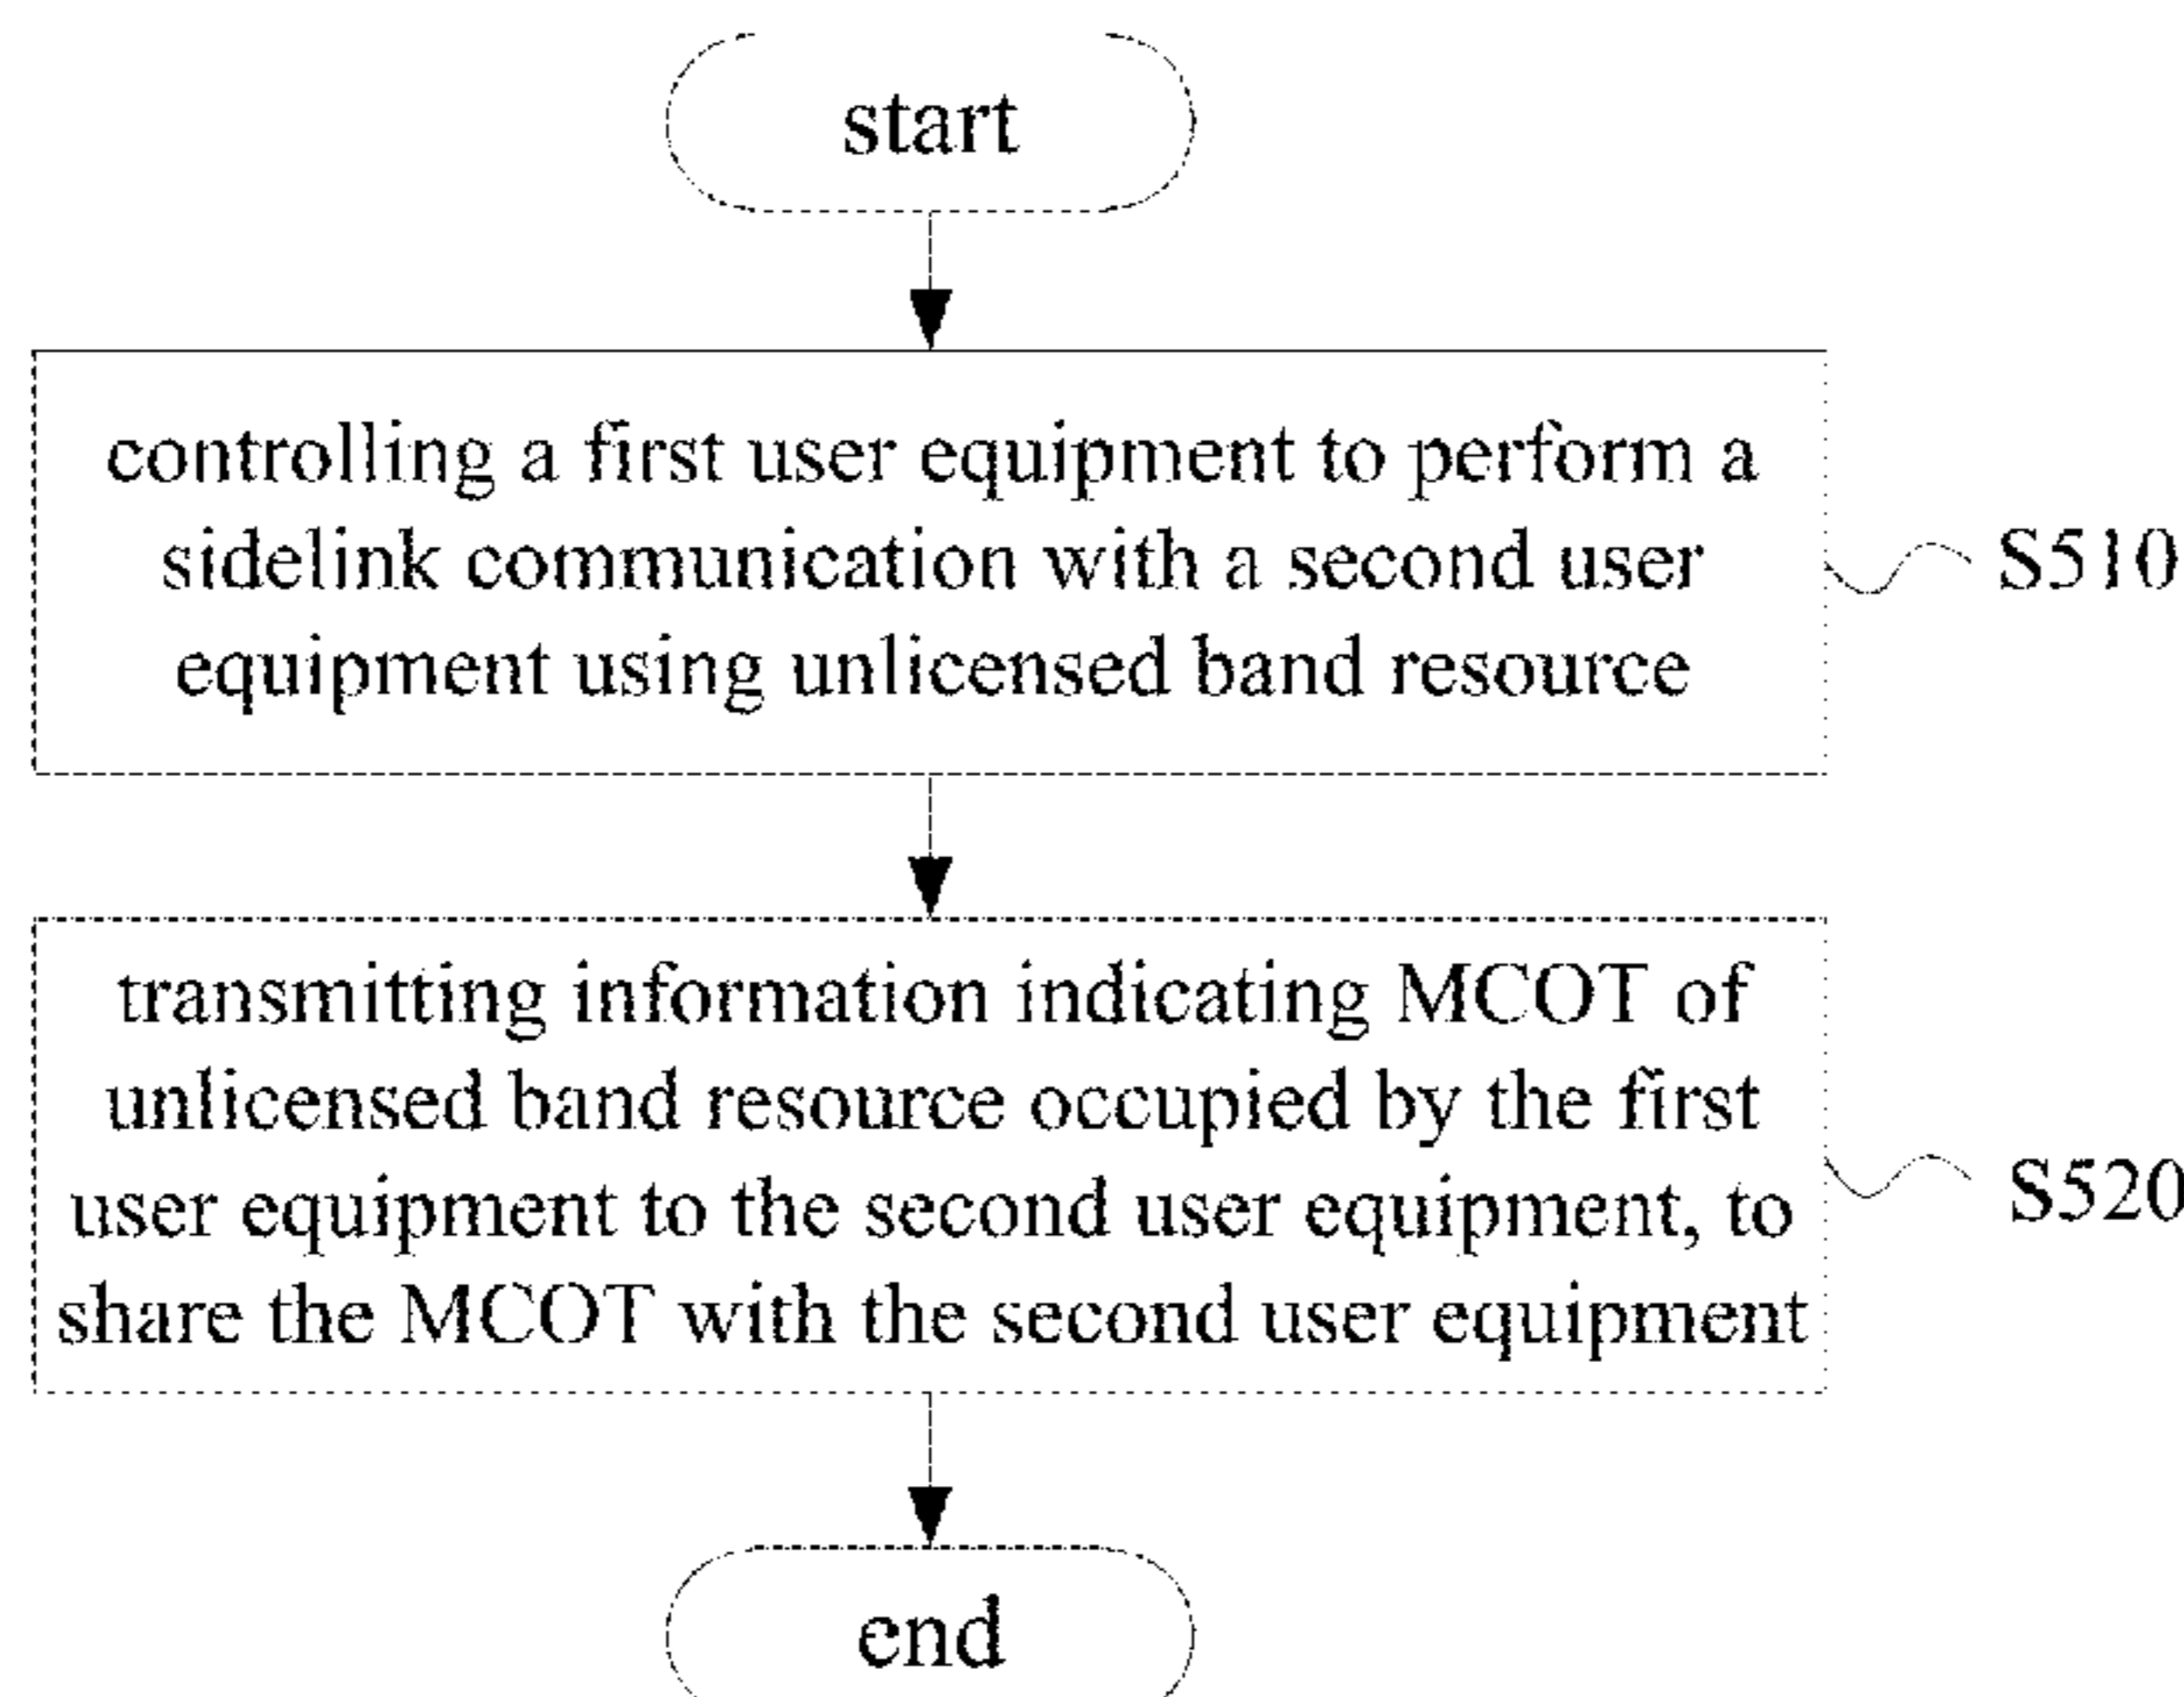 start
controlling a first user equipment to perform a
sidelink communication with a second user
equipment using unlicensed band resource
S510
transmitting information indicating MCOT of
unlicensed band resource occupied by the first
user equipment to the second user equipment, to
share the MCOT with the second user equipment
S520
end